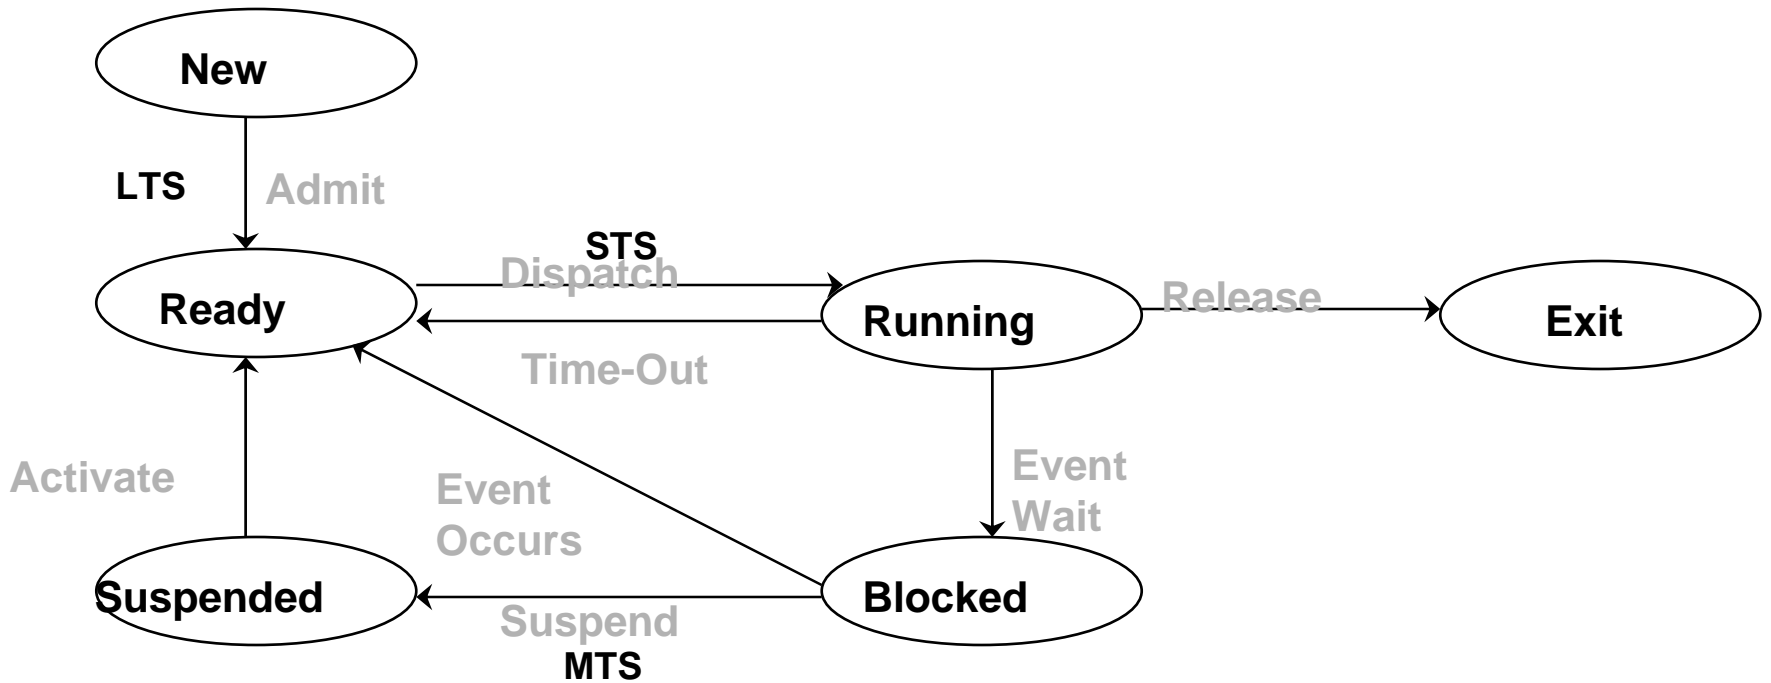 New
LTS
Admit
STS
Dispatch
Ready
Running
Release
Exit
Time-Out
Activate
Event
Occurs
Event
Wait
Suspended
Suspend
MTS
Blocked